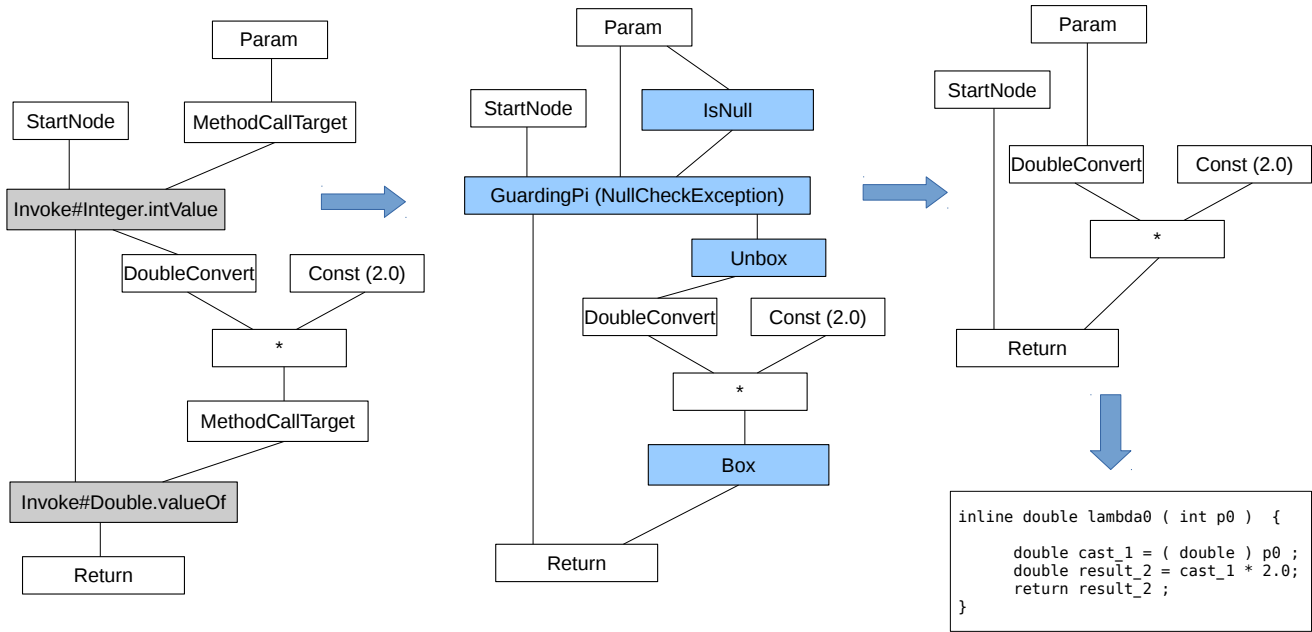 Param
StartNode
MethodCallTarget
Invoke#Integer.intValue
DoubleConvert
Const (2.0)
*
MethodCallTarget
Invoke#Double.valueOf
Return
Param
StartNode
IsNull
GuardingPi (NullCheckException)
Unbox
DoubleConvert
Const (2.0)
*
Box
Return
Param
StartNode
DoubleConvert
Const (2.0)
*
Return
inline double lambda0 ( int p0 )  {
double cast_1 = ( double ) p0 ;
double result_2 = cast_1 * 2.0;
return result_2 ;
}